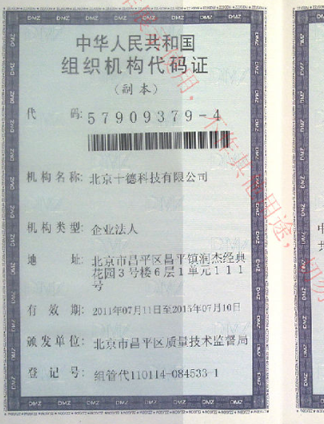 中华人民共和国
组织机构代码证
(副本)
代 码: 57909379-4
机构名称: 北京十德科技有限公司
机构类型: 企业法人
地 址: 北京市昌平区昌平镇润杰经典
花园3号楼6层1单元111
号
有 效 期: 2011年07月11日至2015年07月10日
颁发单位: 北京市昌平区质量技术监督局
登 记 号: 组管代110114-084533-1